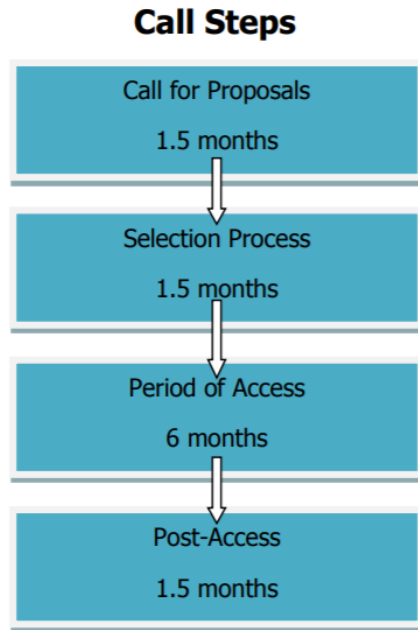 Call Steps
Call for Proposals
1.5 months
Selection Process
1.5 months
Period of Access
6 months
Post-Access
1.5 months